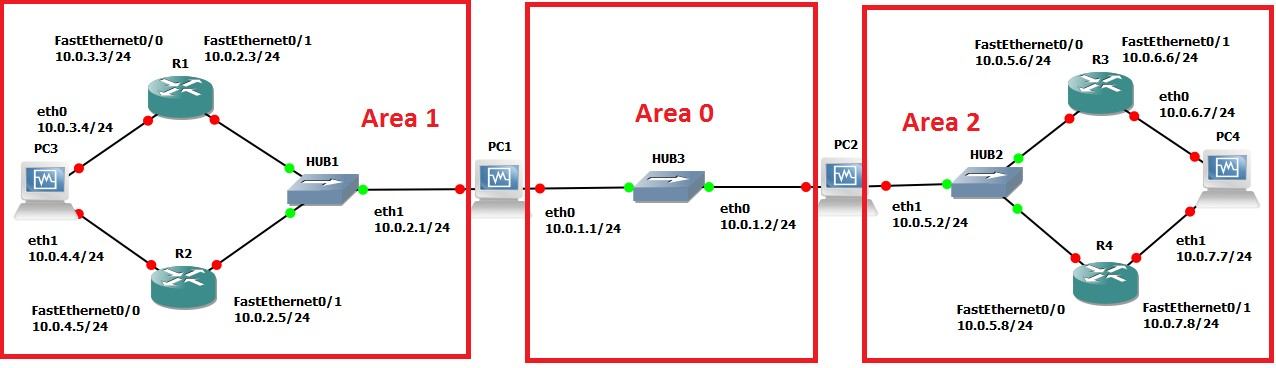 FastEthernet0/0
10.0.3.3/24
FastEthernet0/1
10.0.2.3/24
R1
eth0
10.0.3.4/24
PC3
Area 1
HUB1
eth1
10.0.2.1/24
eth1
10.0.4.4/24
R2
FastEthernet0/0
10.0.4.5/24
FastEthernet0/1
10.0.2.5/24
PC1
Area 0
HUB3
eth0
10.0.1.1/24
eth0
10.0.1.2/24
PC2
Area 2
FastEthernet0/0
10.0.5.6/24
FastEthernet0/1
10.0.6.6/24
R3
eth0
10.0.6.7/24
PC4
HUB2
eth1
10.0.5.2/24
eth1
10.0.7.7/24
R4
FastEthernet0/0
10.0.5.8/24
FastEthernet0/1
10.0.7.8/24